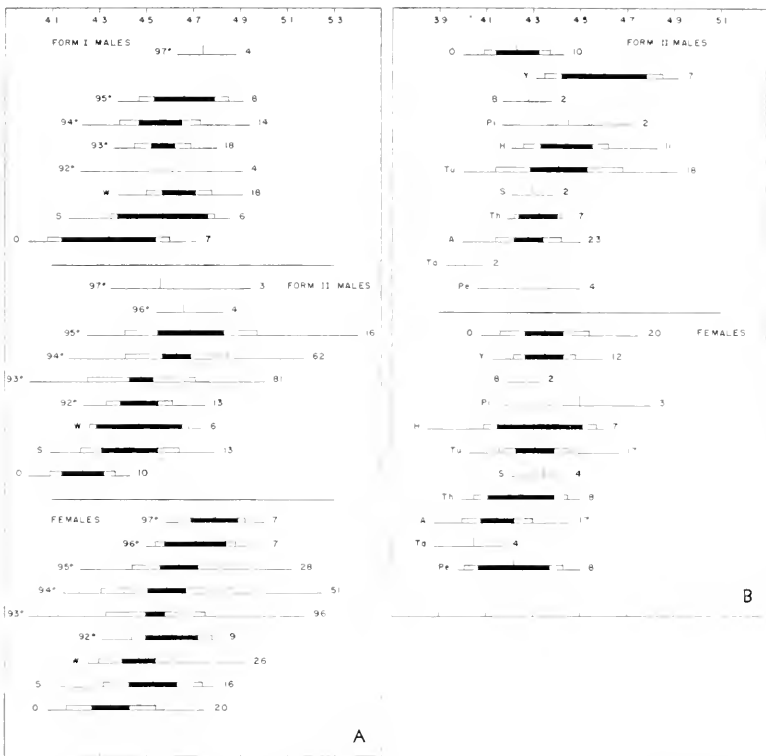 41 43 45 47 49 51 53
FORM I MALES
97° 4
95° 8
94° 14
93° 18
92° 4
W 18
S 6
O 7
97° 3 FORM II MALES
96° 4
95° 16
94° 62
93° 81
92° 13
W 6
S 13
O 10
FEMALES 97° 7
96° 7
95° 28
94° 51
93° 96
92° 9
W 26
S 16
O 20
A
39 41 43 45 47 49 51
FORM II MALES
O 10
Y 7
B 2
Pi 2
H 11
Tu 18
S 2
Th 7
A 23
Ta 2
Pe 4
O 20 FEMALES
Y 12
B 2
Pi 3
H 7
Tu 17
S 4
Th 8
A 17
Ta 4
Pe 8
B